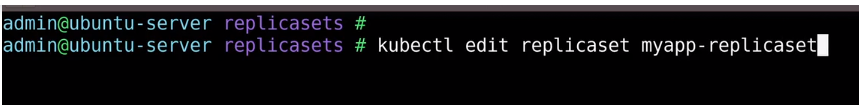 admin@ubuntu-server replicasets #
admin@ubuntu-server replicasets # kubectl edit replicaset myapp-replicaset